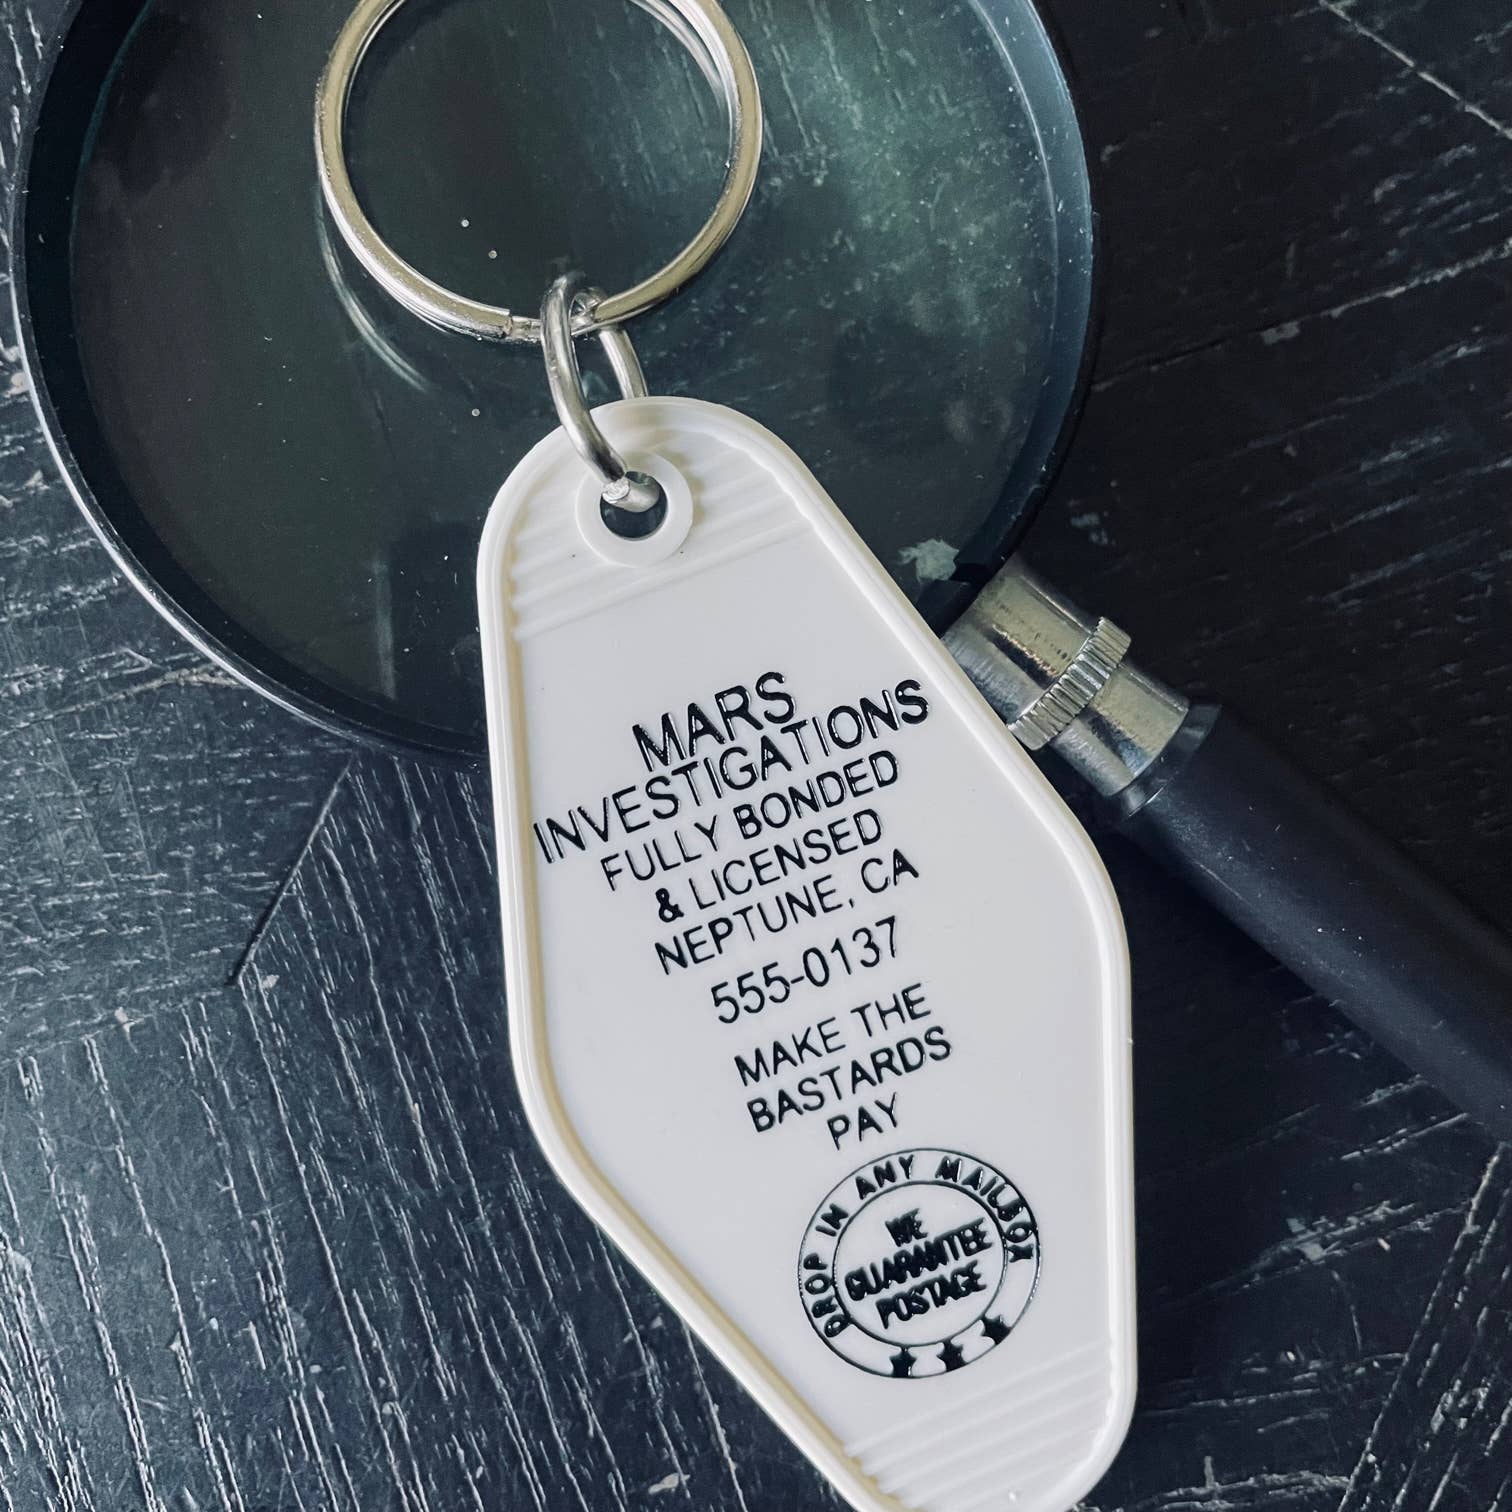 MARS
INVESTIGATIONS
FULLY BONDED
& LICENSED
NEPTUNE, CA
555-0137
MAKE THE
BASTARDS
PAY
DROP IN ANY MAILBOX
WE
GUARANTEE
POSTAGE